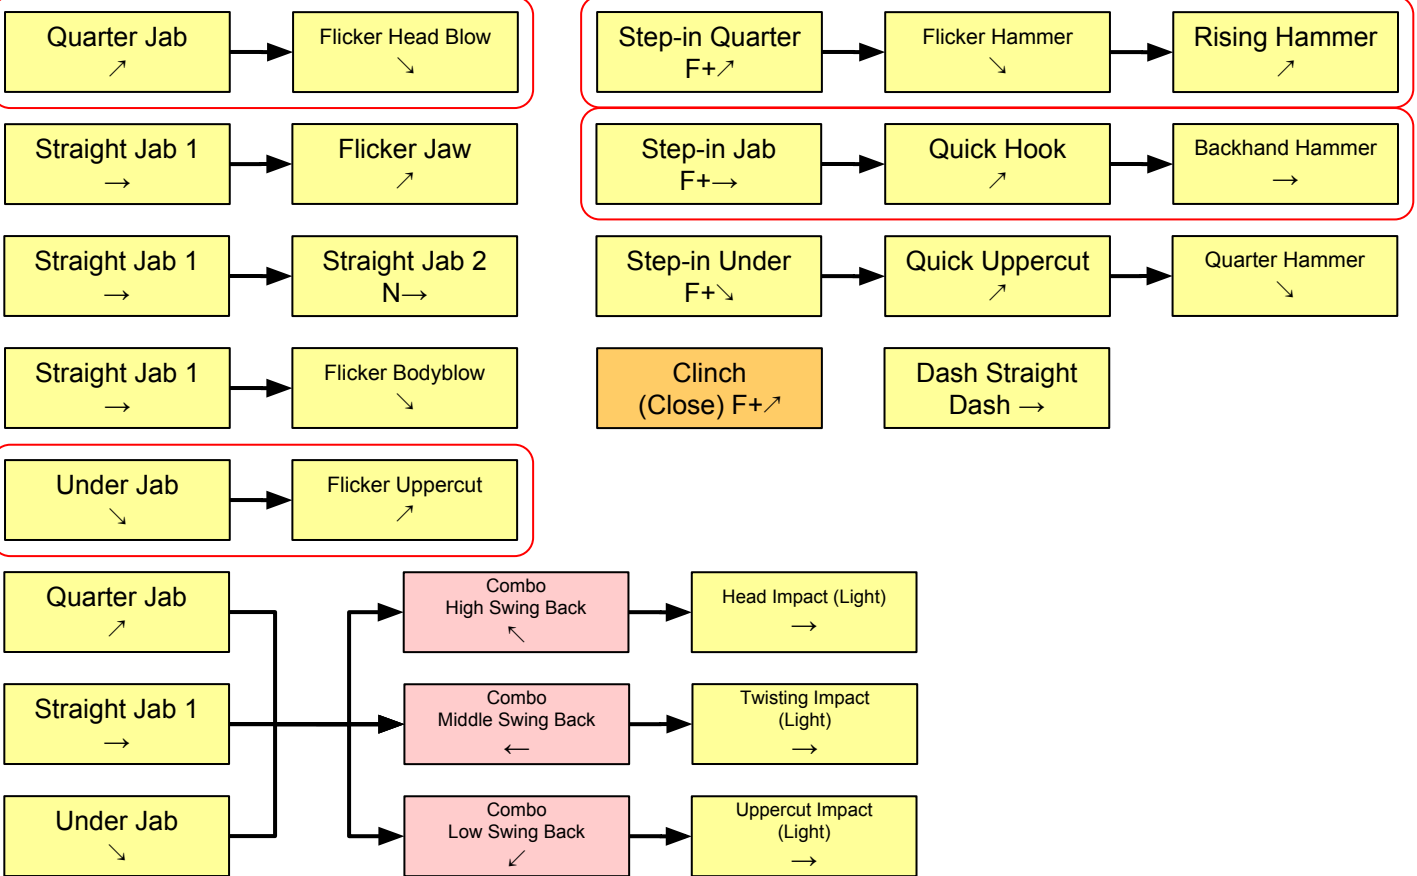 Quarter Jab
↗
Flicker Head Blow
↘
Step-in Quarter
F+↗
Flicker Hammer
↘
Rising Hammer
↗
Straight Jab 1
→
Flicker Jaw
↗
Step-in Jab
F+→
Quick Hook
↗
Backhand Hammer
→
Straight Jab 1
→
Straight Jab 2
N→
Step-in Under
F+↘
Quick Uppercut
↗
Quarter Hammer
↘
Straight Jab 1
→
Flicker Bodyblow
↘
Clinch
(Close) F+↗
Dash Straight
Dash →
Under Jab
↘
Flicker Uppercut
↗
Quarter Jab
↗
Combo
High Swing Back
↖
Head Impact (Light)
→
Straight Jab 1
→
Combo
Middle Swing Back
←
Twisting Impact
(Light)
→
Under Jab
↘
Combo
Low Swing Back
↙
Uppercut Impact
(Light)
→